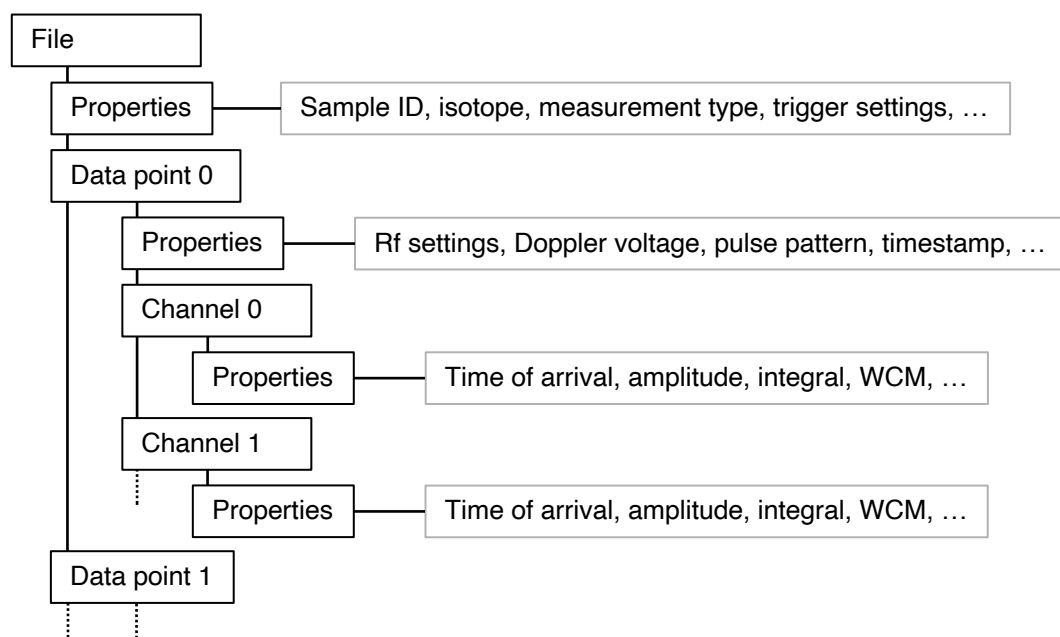 File
Properties
Sample ID, isotope, measurement type, trigger settings, …
Data point 0
Properties
Rf settings, Doppler voltage, pulse pattern, timestamp, …
Channel 0
Properties
Time of arrival, amplitude, integral, WCM, …
Channel 1
Properties
Time of arrival, amplitude, integral, WCM, …
Data point 1